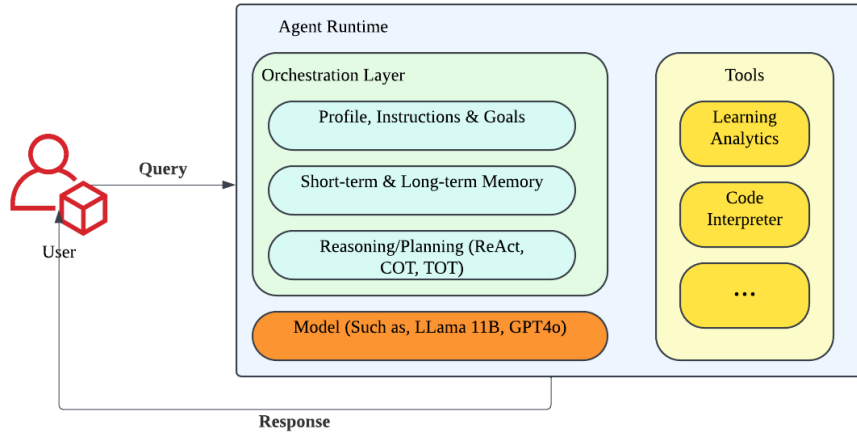 Agent Runtime
Orchestration Layer
Profile, Instructions & Goals
Short-term & Long-term Memory
Reasoning/Planning (ReAct,
COT, TOT)
Model (Such as, LLama 11B, GPT4o)
Tools
Learning
Analytics
Code
Interpreter
...
Query
User
Response